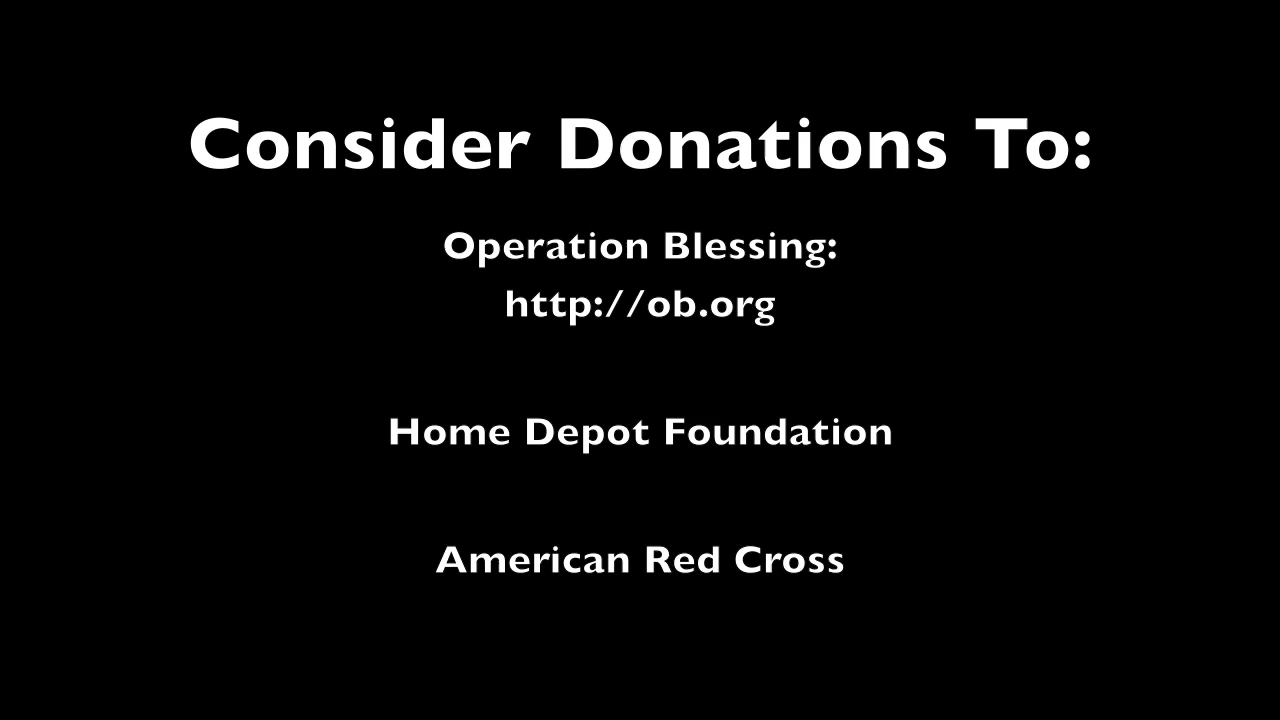 Consider Donations To:
Operation Blessing:
http://ob.org
Home Depot Foundation
American Red Cross